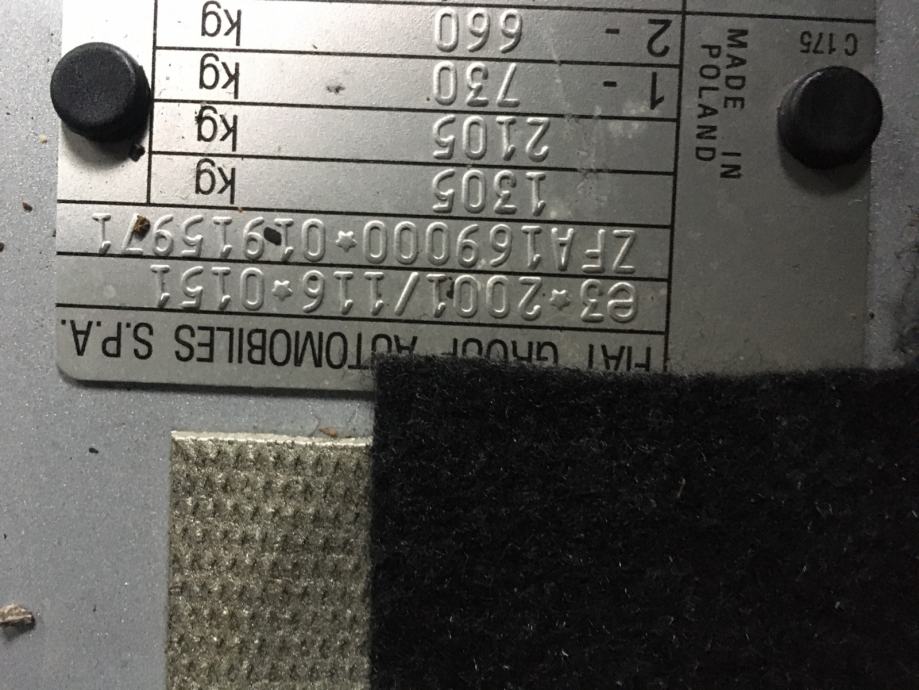 FIAT GROUP AUTOMOBILES S.P.A.
e3*2001/116*0151
ZFA169000*01915971
1305 kg
2105 kg
1 - 730 kg
2 - 660 kg
MADE IN
POLAND
C 175